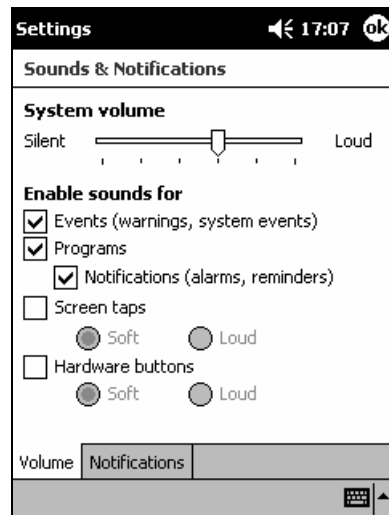 Settings 17:07 ok
Sounds & Notifications
System volume
Silent Loud
Enable sounds for
Events (warnings, system events)
Programs
Notifications (alarms, reminders)
Screen taps
Soft Loud
Hardware buttons
Soft Loud
Volume Notifications